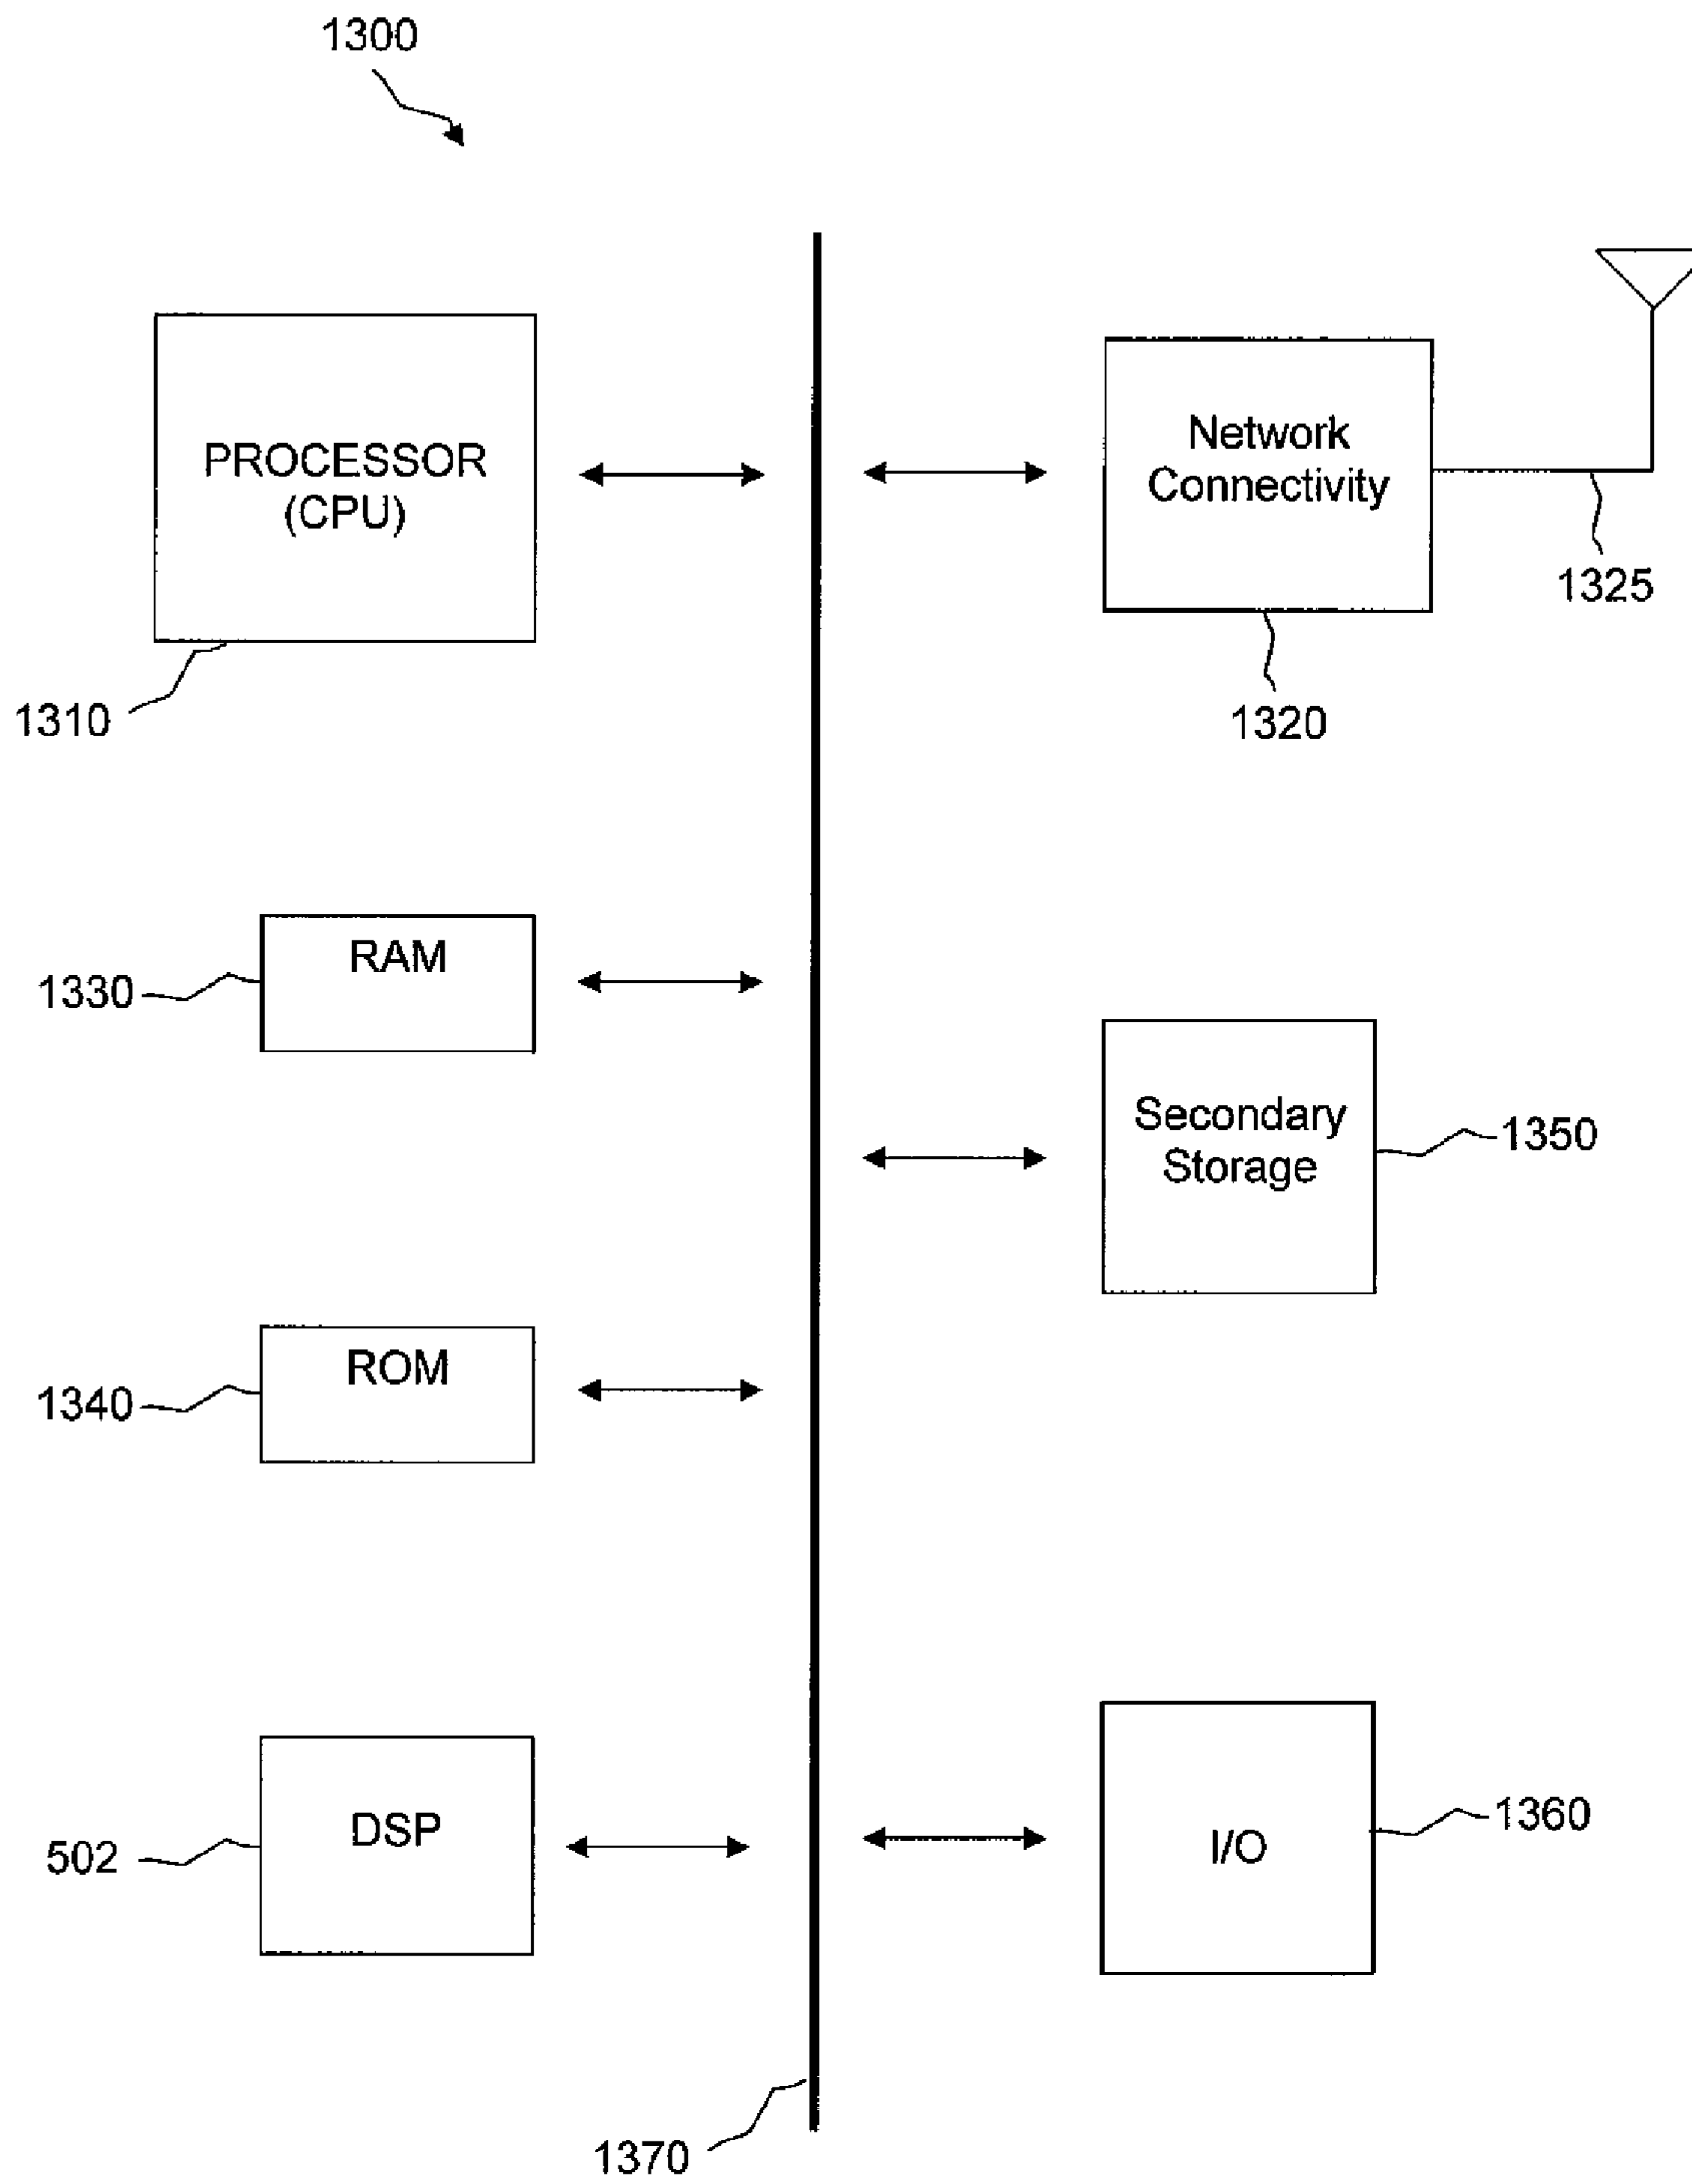 1300
PROCESSOR
(CPU)
1310
Network
Connectivity
1325
1320
RAM
1330
Secondary
Storage
1350
ROM
1340
DSP
502
I/O
1360
1370